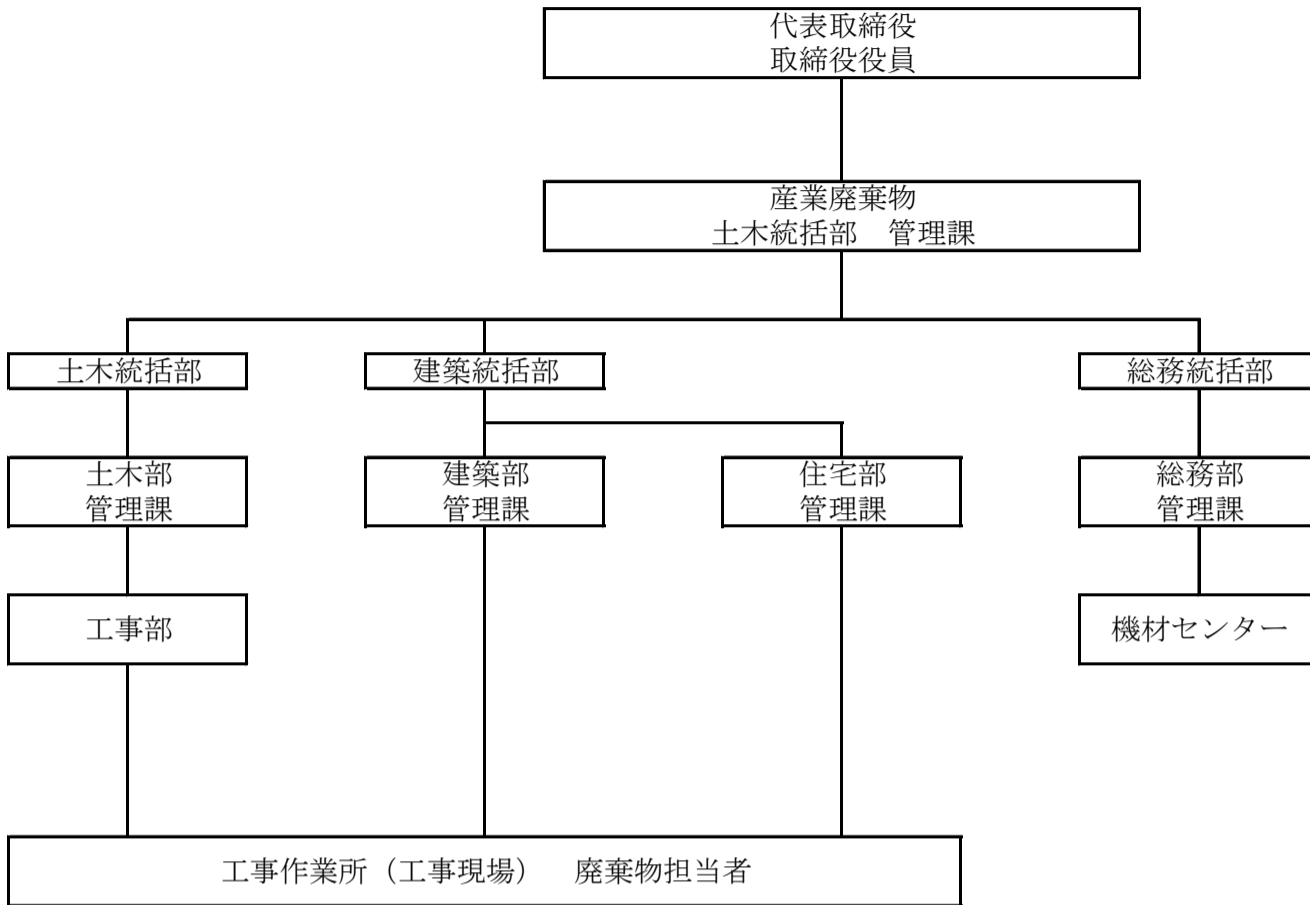 代表取締役
取締役役員
産業廃棄物
土木統括部　管理課
土木統括部
建築統括部
総務統括部
土木部
管理課
建築部
管理課
住宅部
管理課
総務部
管理課
工事部
機材センター
工事作業所（工事現場）　廃棄物担当者